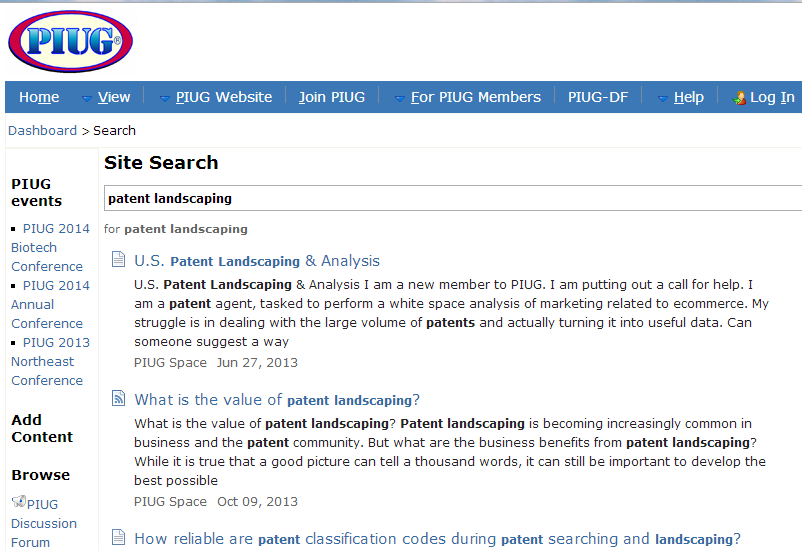 PIUG®
Home View PIUG Website Join PIUG For PIUG Members PIUG-DF Help Log In
Dashboard > Search
PIUG
events
PIUG 2014
Biotech
Conference
PIUG 2014
Annual
Conference
PIUG 2013
Northeast
Conference
Add
Content
Browse
PIUG
Discussion
Forum
Site Search
patent landscaping
for patent landscaping
U.S. Patent Landscaping & Analysis
U.S. Patent Landscaping & Analysis I am a new member to PIUG. I am putting out a call for help. I
am a patent agent, tasked to perform a white space analysis of marketing related to ecommerce. My
struggle is in dealing with the large volume of patents and actually turning it into useful data. Can
someone suggest a way
PIUG Space Jun 27, 2013
What is the value of patent landscaping?
What is the value of patent landscaping? Patent landscaping is becoming increasingly common in
business and the patent community. But what are the business benefits from patent landscaping?
While it is true that a good picture can tell a thousand words, it can still be important to develop the
best possible
PIUG Space Oct 09, 2013
How reliable are patent classification codes during patent searching and landscaping?